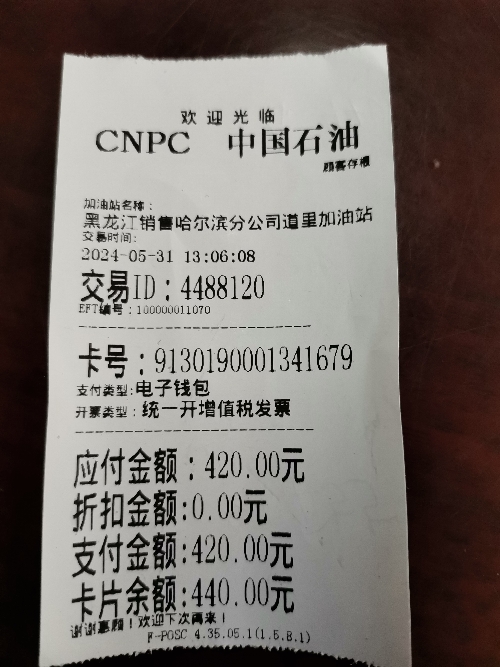 欢迎光临
CNPC 中国石油
顾客存根
加油站名称:
黑龙江销售哈尔滨分公司道里加油站
交易时间:
2024-05-31 13:06:08
交易ID:4488120
EFT编号:100000011070
卡号:9130190001341679
支付类型:电子钱包
开票类型:统一开增值税发票
应付金额:420.00元
折扣金额:0.00元
支付金额:420.00元
卡片余额:440.00元
谢谢惠顾!欢迎下次再来!
F-POSC 4.35.05.1(1.5.B.1)